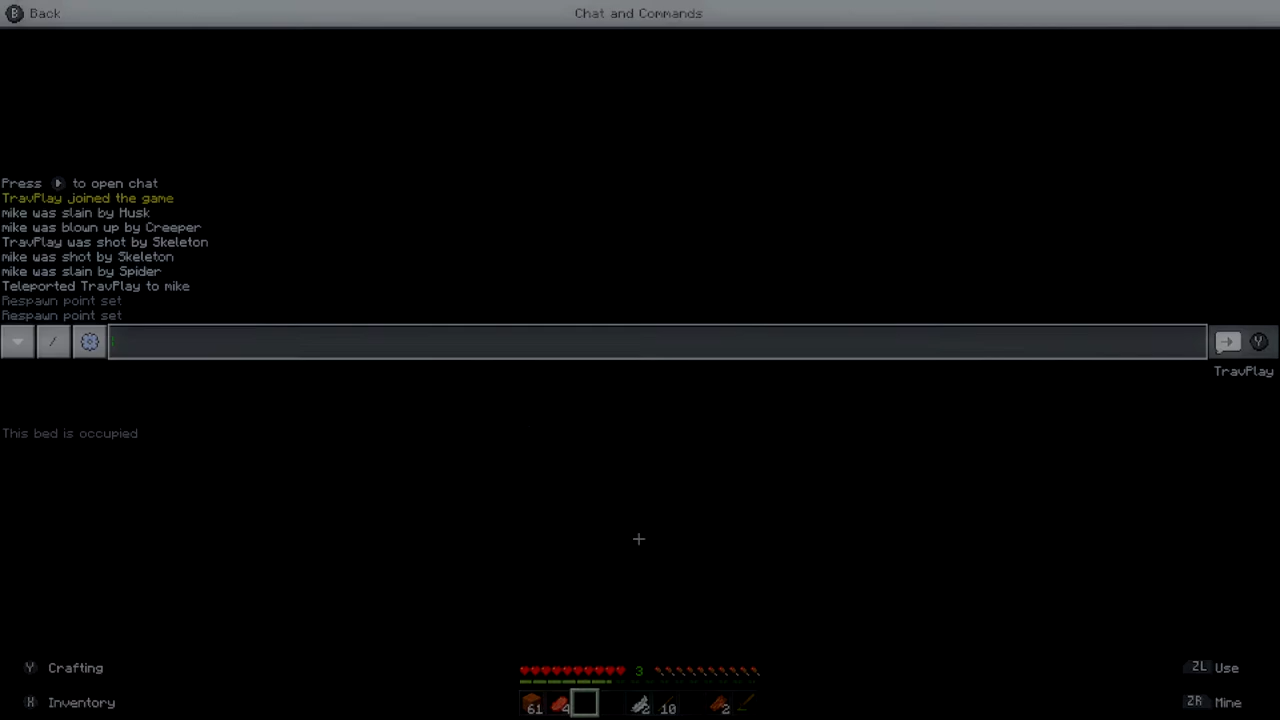 B Back
Chat and Commands
Press to open chat
TravPlay joined the game
mike was slain by Husk
mike was blown up by Creeper
TravPlay was shot by Skeleton
mike was shot by Skeleton
mike was slain by Spider
Teleported TravPlay to mike
Respawn point set
Respawn point set
/
Y
TravPlay
This bed is occupied
Y Crafting
ZL Use
3
X Inventory
61 4 2 10 2
ZR Mine